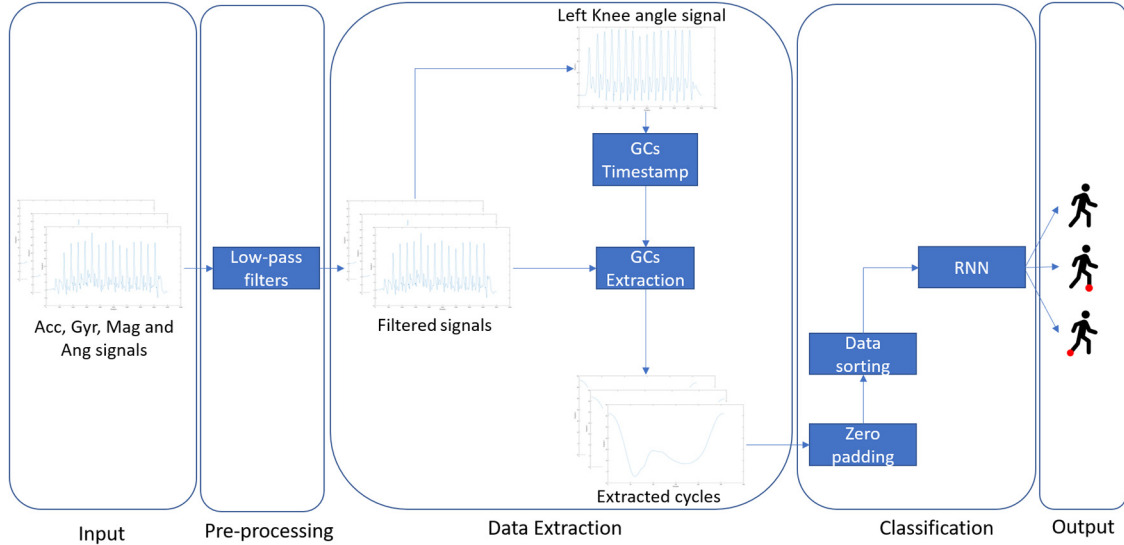 Left Knee angle signal
GCs
Timestamp
Low-pass
filters
GCs
Extraction
RNN
Acc, Gyr, Mag and
Ang signals
Filtered signals
Data
sorting
Zero
padding
Extracted cycles
Input
Pre-processing
Data Extraction
Classification
Output